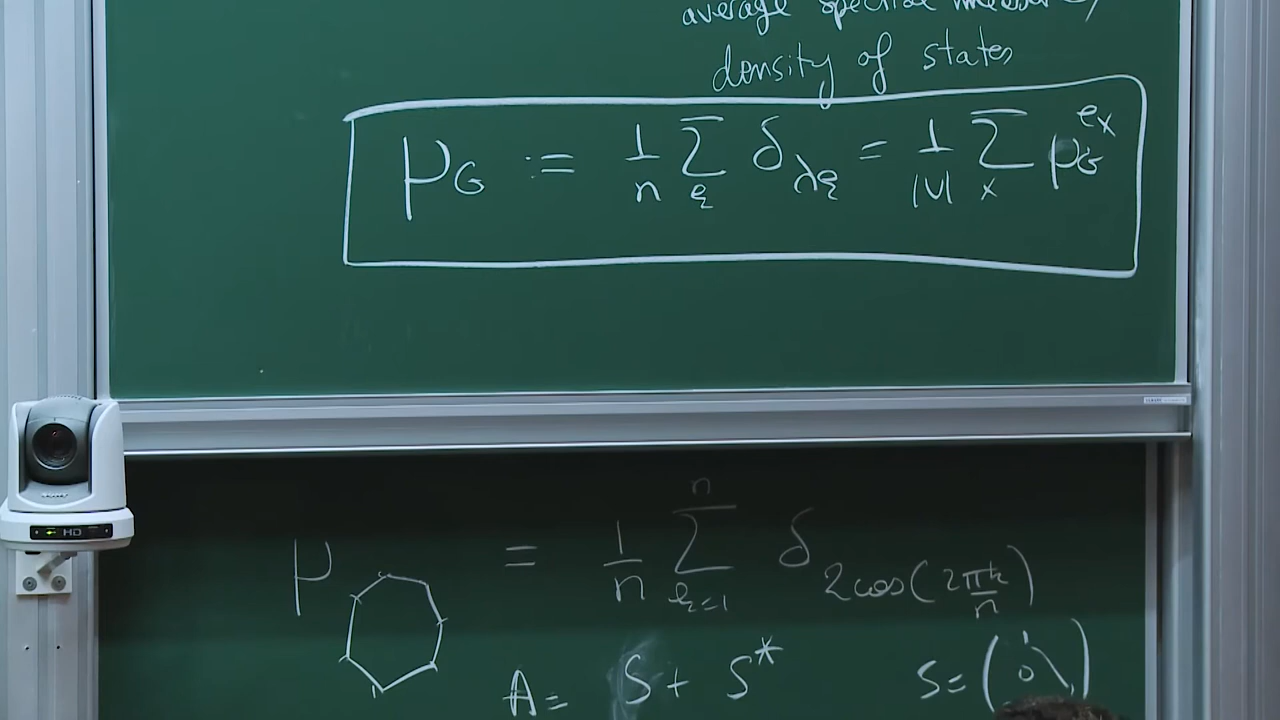 average spectral measure,
density of states
μ_G := 1/n Σ_k δ_{λ_k} = 1/|V| Σ_x μ_G^{e_x}
HD
μ = 1/n Σ_{k=1}^{n} δ_{2cos(2πk/n)}
A = S + S* S = (